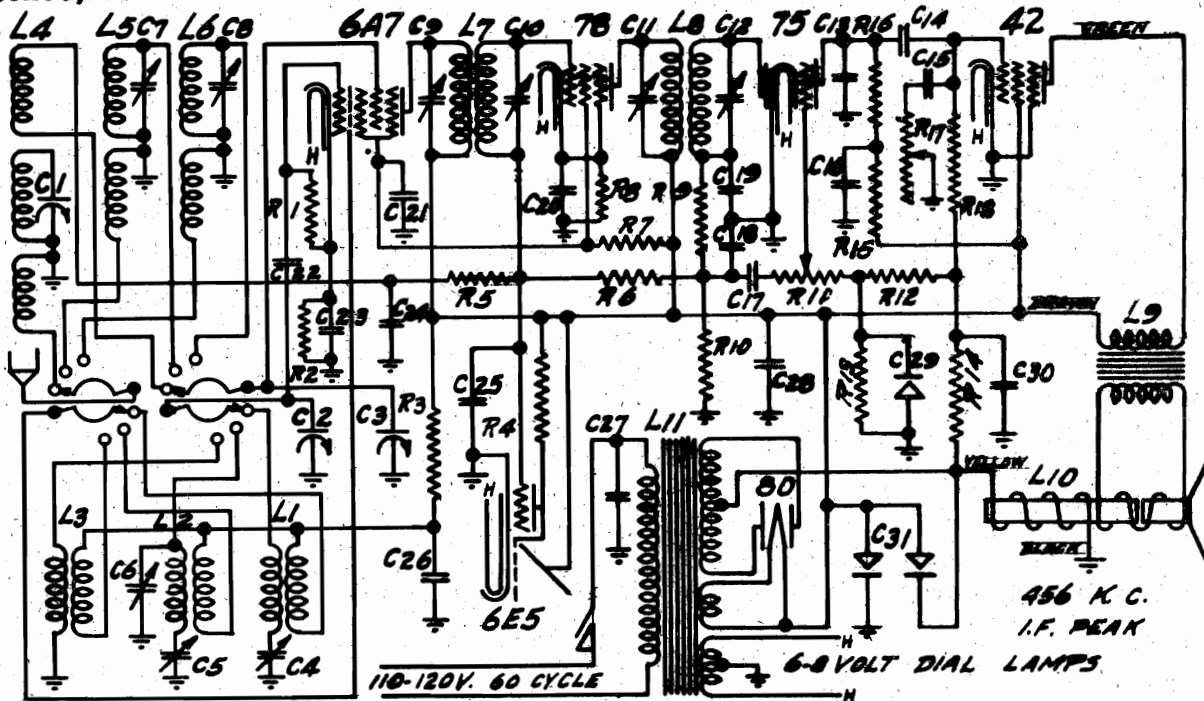 L4 L5 C7 L6 C8 6A7 C9 L7 C10 78 C11 L8 C12 75 C13 R16 C14 42 GREEN
C15
H H H H
C1 R1 C21 C20 R8 R9 C19 C16 R17 R18
R7 C18 R15
C22
R5 R6 C17 R11 R12
C23 C24 BROWN L9
R2 R10 C28 R13 C29 R14 C30
C25
C2 C3 R3 R4 C27 L11
80 YELLOW L10
H
L3 L2 L1 C31
C6 C26 BLACK
6E5 456 K.C.
I.F. PEAK
C5 C4 H 6-8 VOLT DIAL LAMPS
110-120V. 60 CYCLE
H